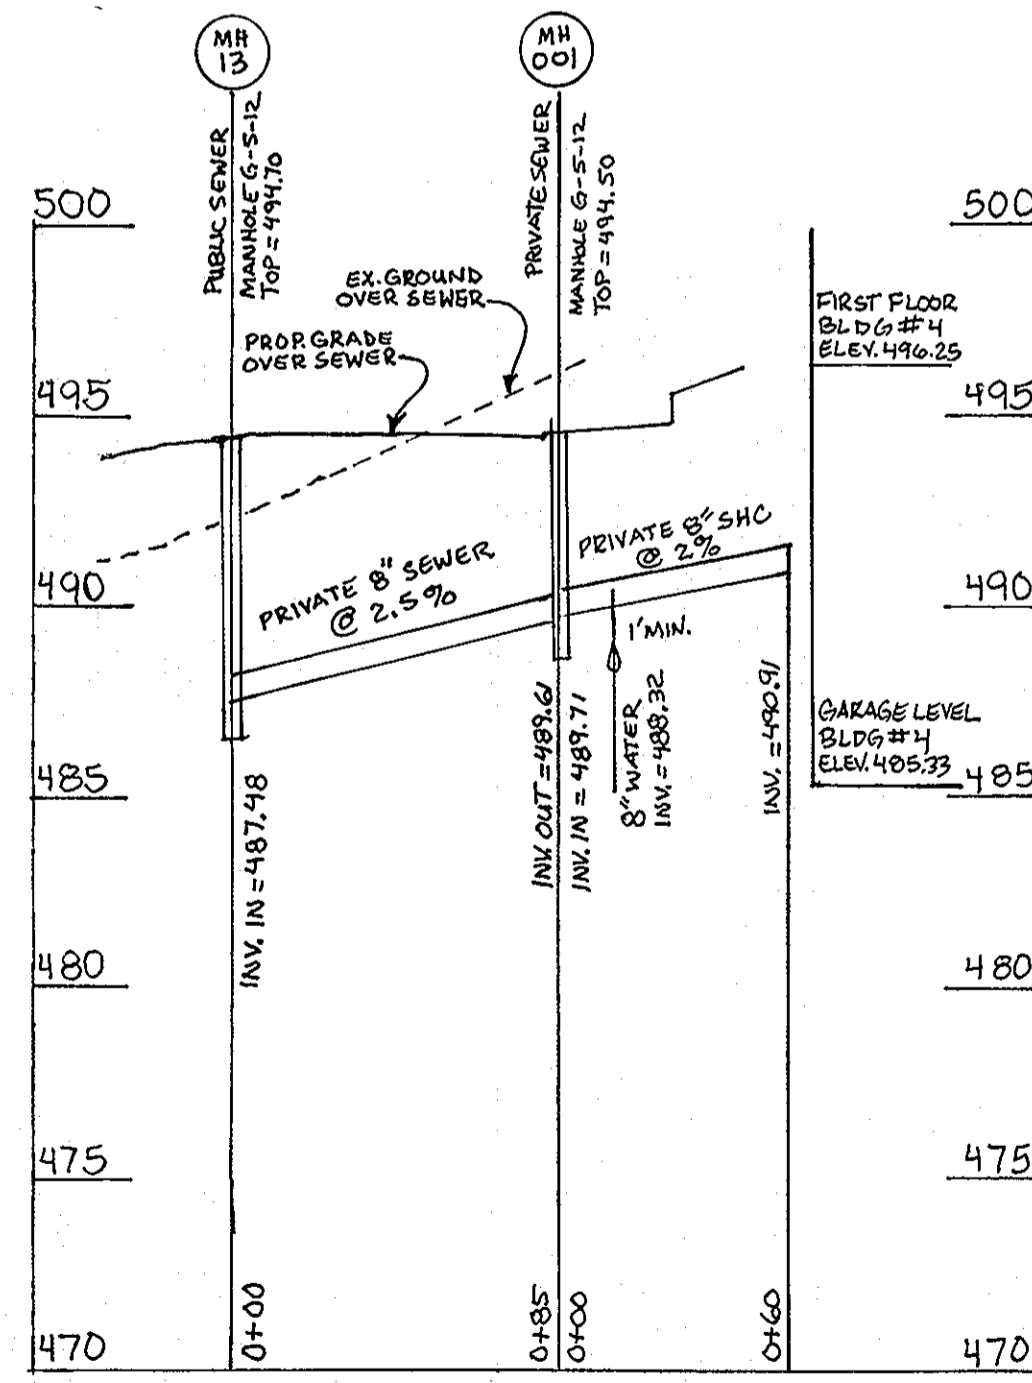 MH
13
MH
001
PUBLIC SEWER
MANHOLE G-5-12
TOP = 494.70
PRIVATE SEWER
MANHOLE G-5-12
TOP = 494.50
500
500
EX. GROUND
OVER SEWER
PROP. GRADE
OVER SEWER
FIRST FLOOR
BLDG #4
ELEV. 496.25
495
495
PRIVATE 8" SEWER
@ 2.5%
PRIVATE 8" SHC
@ 2%
490
490
1' MIN.
8" WATER
INV. = 488.32
INV. IN = 487.48
INV. OUT = 489.61
INV. IN = 489.71
INV. = 490.91
GARAGE LEVEL
BLDG #4
ELEV. 485.33
485
485
480
480
475
475
0+00
0+85
0+00
0+60
470
470